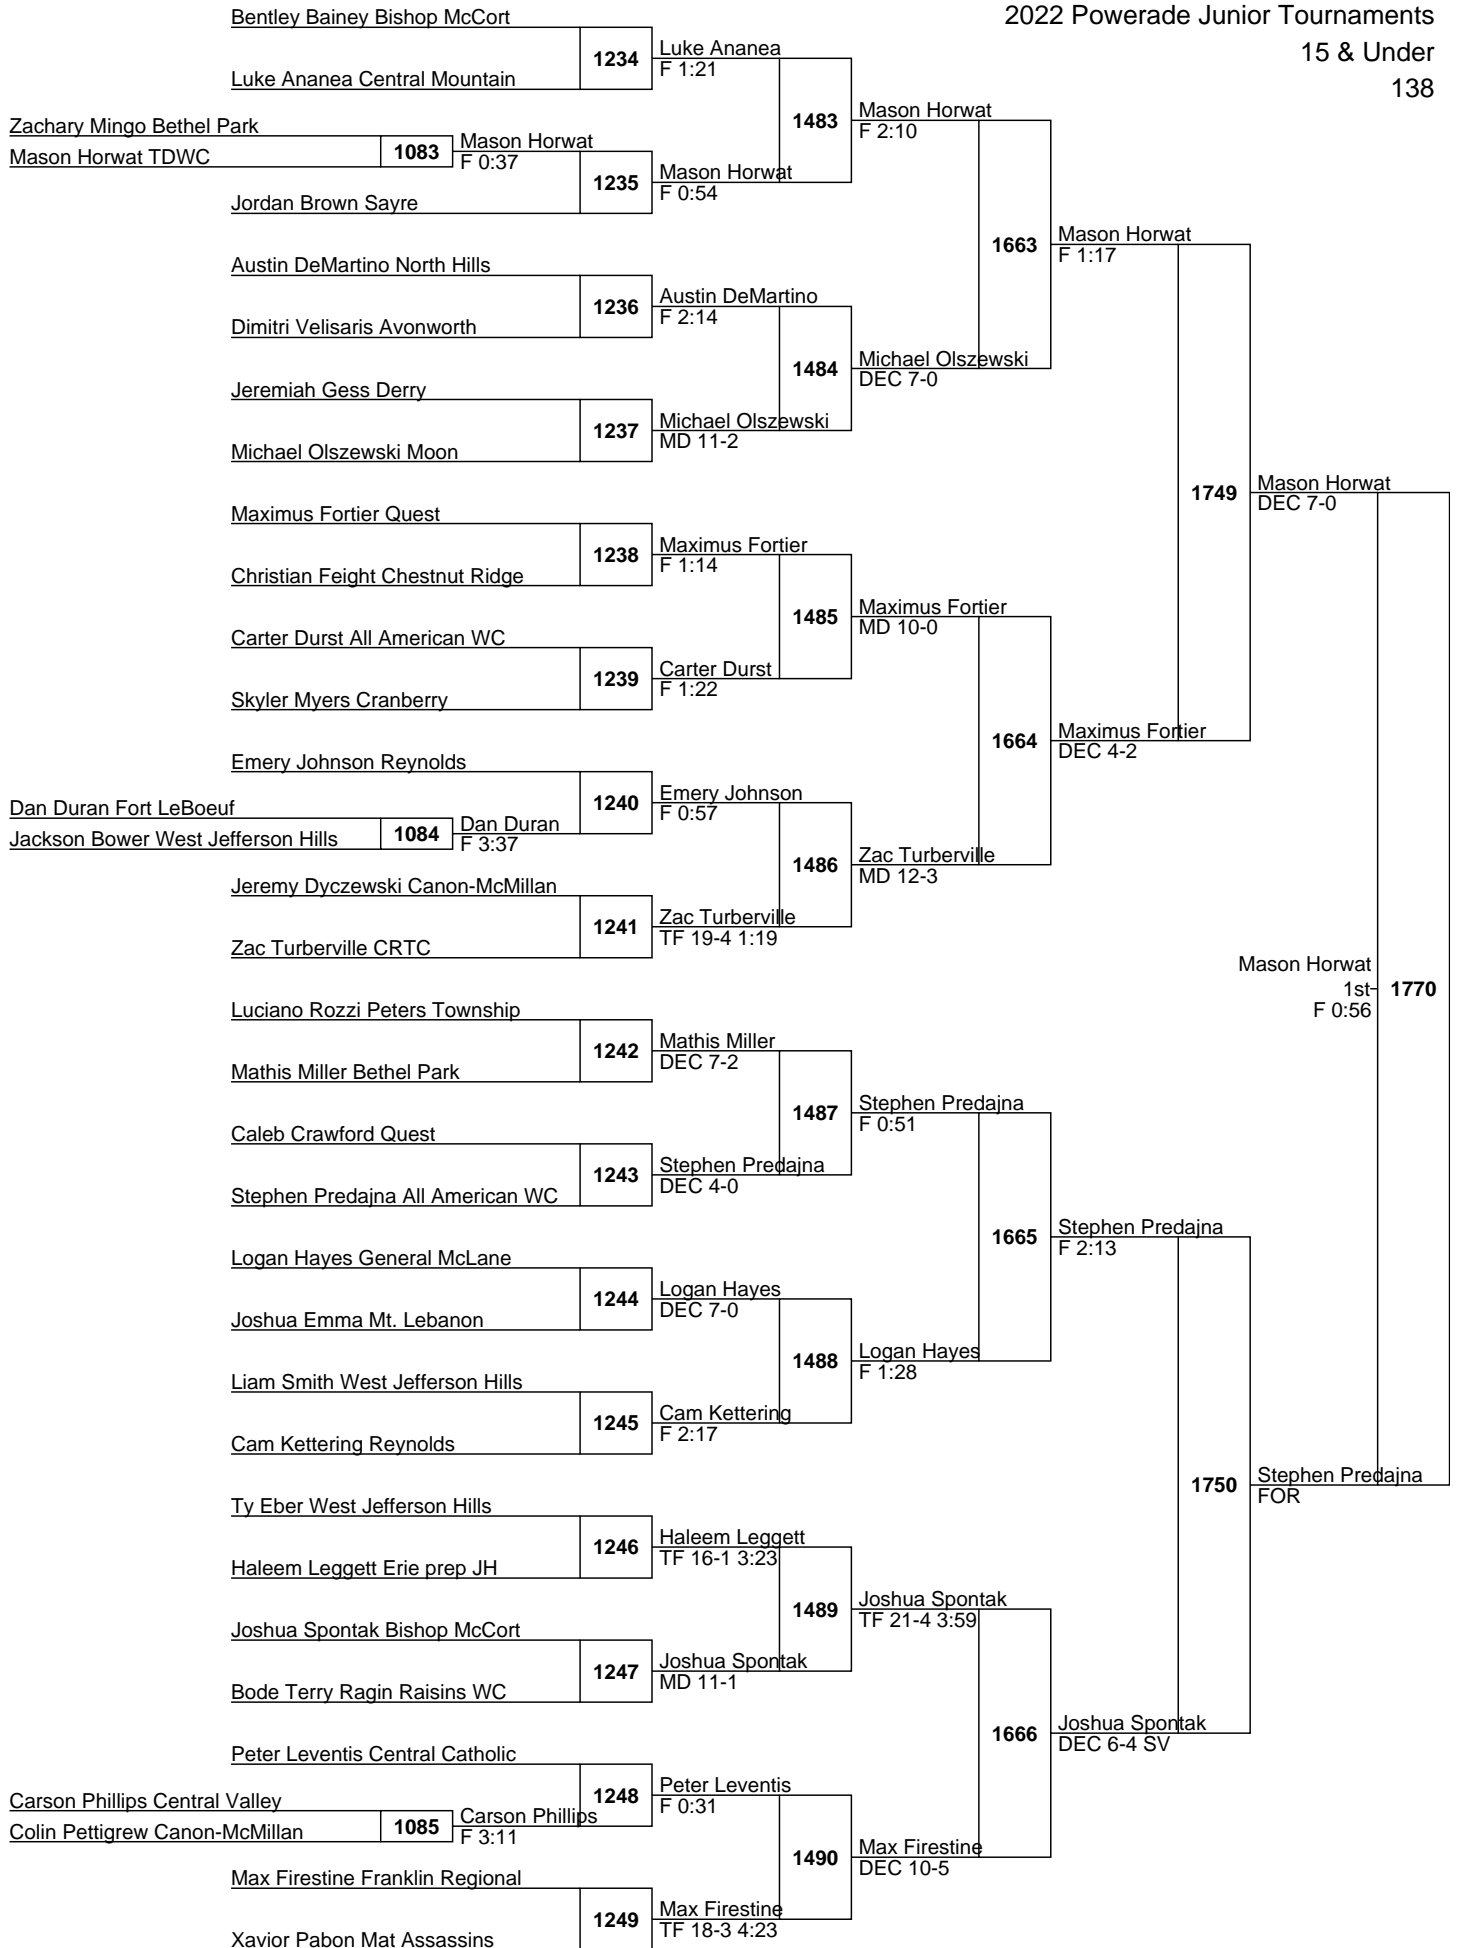 2022 Powerade Junior Tournaments
15 & Under
138
Bentley Bainey Bishop McCort
1234
Luke Ananea
F 1:21
Luke Ananea Central Mountain
1483
Mason Horwat
F 2:10
Zachary Mingo Bethel Park
Mason Horwat TDWC
1083
Mason Horwat
F 0:37
1235
Mason Horwat
F 0:54
Jordan Brown Sayre
1663
Mason Horwat
F 1:17
Austin DeMartino North Hills
1236
Austin DeMartino
F 2:14
Dimitri Velisaris Avonworth
1484
Michael Olszewski
DEC 7-0
Jeremiah Gess Derry
1237
Michael Olszewski
MD 11-2
Michael Olszewski Moon
1749
Mason Horwat
DEC 7-0
Maximus Fortier Quest
1238
Maximus Fortier
F 1:14
Christian Feight Chestnut Ridge
1485
Maximus Fortier
MD 10-0
Carter Durst All American WC
1239
Carter Durst
F 1:22
Skyler Myers Cranberry
1664
Maximus Fortier
DEC 4-2
Emery Johnson Reynolds
1240
Emery Johnson
F 0:57
Dan Duran Fort LeBoeuf
Jackson Bower West Jefferson Hills
1084
Dan Duran
F 3:37
1486
Zac Turberville
MD 12-3
Jeremy Dyczewski Canon-McMillan
1241
Zac Turberville
TF 19-4 1:19
Zac Turberville CRTC
Mason Horwat
1st
F 0:56
1770
Luciano Rozzi Peters Township
1242
Mathis Miller
DEC 7-2
Mathis Miller Bethel Park
1487
Stephen Predajna
F 0:51
Caleb Crawford Quest
1243
Stephen Predajna
DEC 4-0
Stephen Predajna All American WC
1665
Stephen Predajna
F 2:13
Logan Hayes General McLane
1244
Logan Hayes
DEC 7-0
Joshua Emma Mt. Lebanon
1488
Logan Hayes
F 1:28
Liam Smith West Jefferson Hills
1245
Cam Kettering
F 2:17
Cam Kettering Reynolds
1750
Stephen Predajna
FOR
Ty Eber West Jefferson Hills
1246
Haleem Leggett
TF 16-1 3:23
Haleem Leggett Erie prep JH
1489
Joshua Spontak
TF 21-4 3:59
Joshua Spontak Bishop McCort
1247
Joshua Spontak
MD 11-1
Bode Terry Ragin Raisins WC
1666
Joshua Spontak
DEC 6-4 SV
Peter Leventis Central Catholic
1248
Peter Leventis
F 0:31
Carson Phillips Central Valley
Colin Pettigrew Canon-McMillan
1085
Carson Phillips
F 3:11
1490
Max Firestine
DEC 10-5
Max Firestine Franklin Regional
1249
Max Firestine
TF 18-3 4:23
Xavior Pabon Mat Assassins